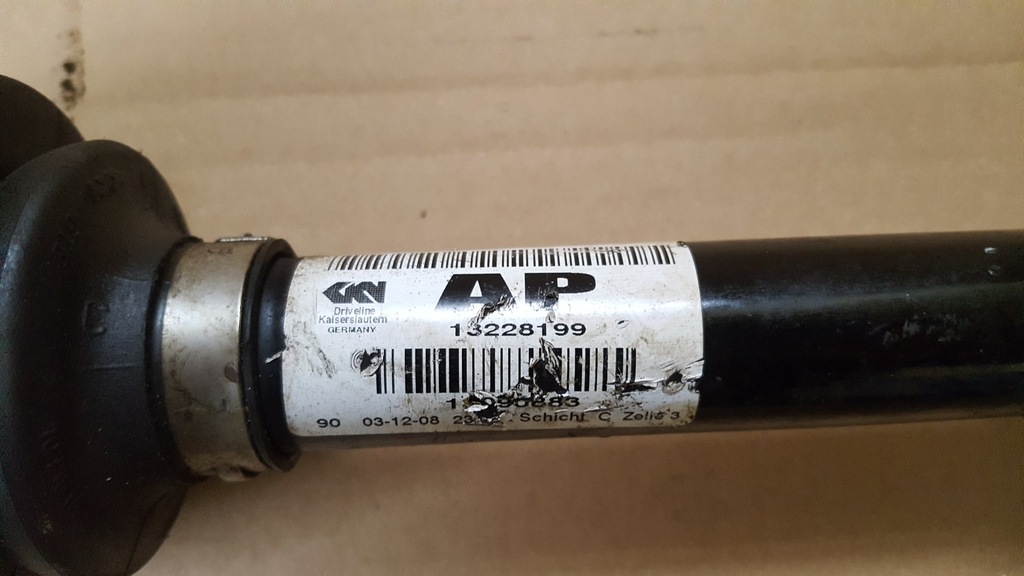 GKN
AP
Driveline
Kaiserslautern
GERMANY
13228199
90 03-12-08 Schicht C Zelle 3